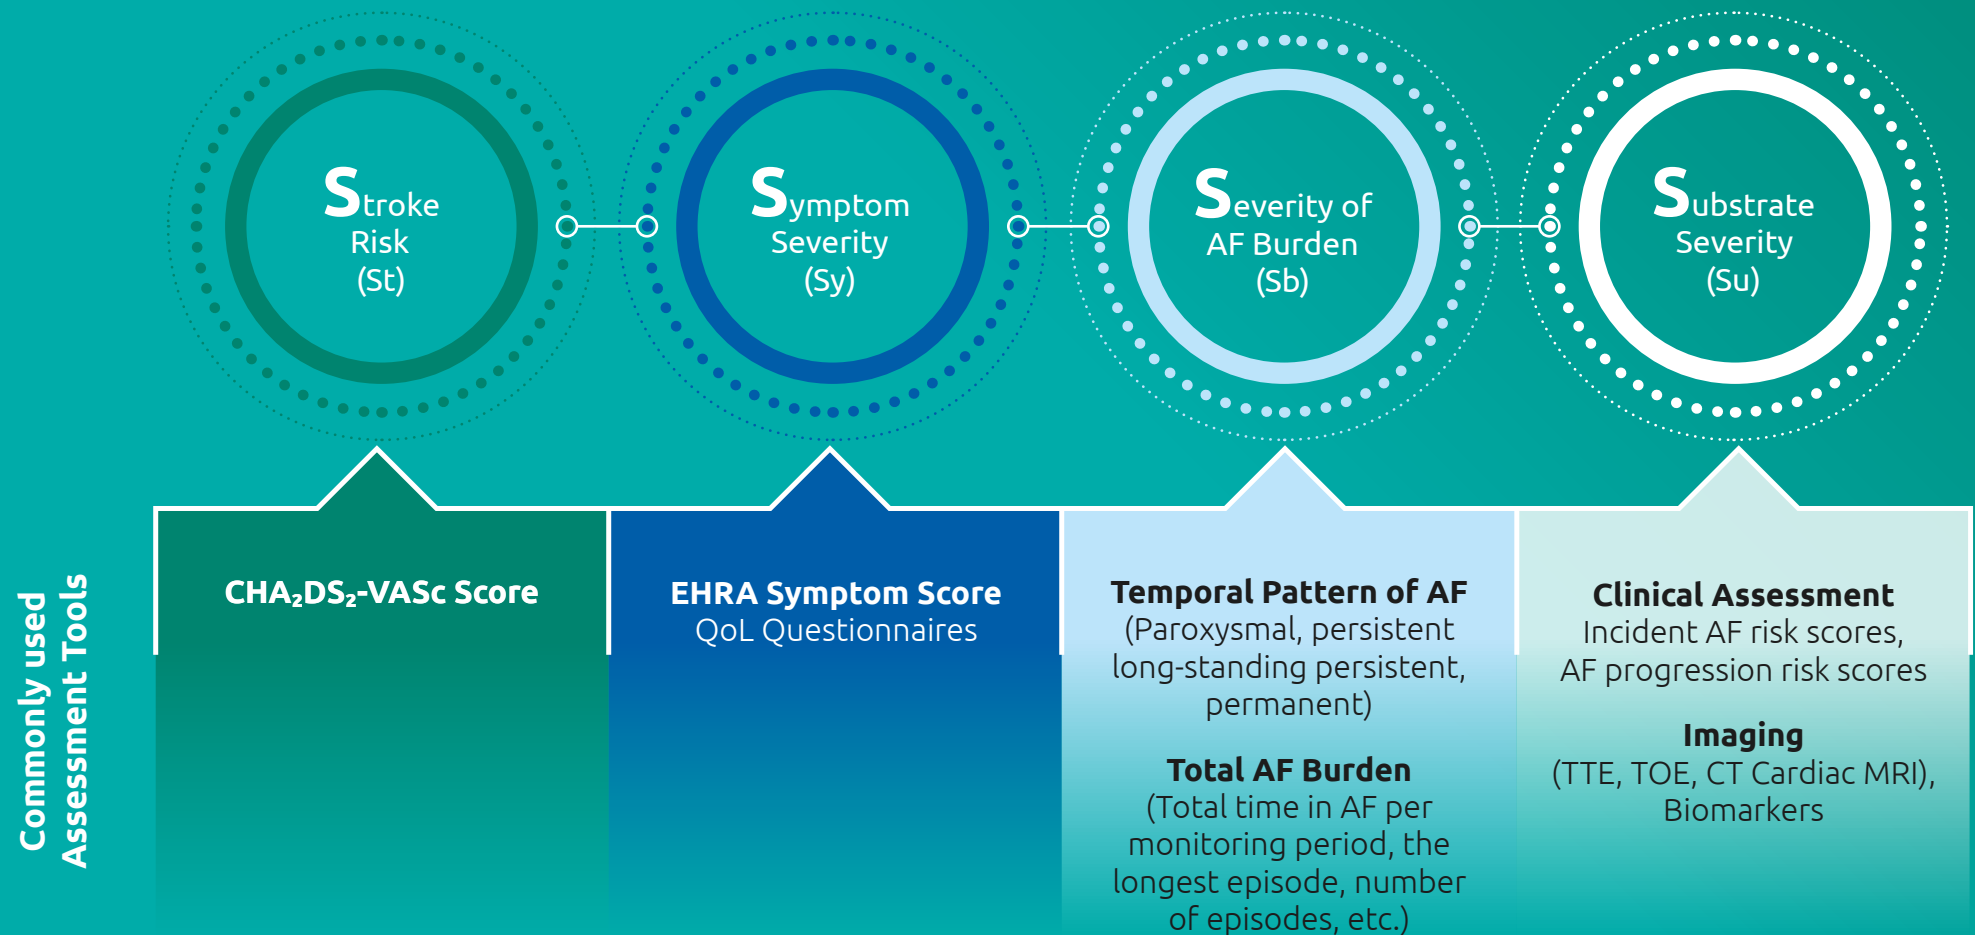 Stroke
Risk
(St)
Symptom
Severity
(Sy)
Severity of
AF Burden
(Sb)
Substrate
Severity
(Su)
Commonly used
Assessment Tools
CHA₂DS₂-VASc Score
EHRA Symptom Score
QoL Questionnaires
Temporal Pattern of AF
(Paroxysmal, persistent
long-standing persistent,
permanent)
Total AF Burden
(Total time in AF per
monitoring period, the
longest episode, number
of episodes, etc.)
Clinical Assessment
Incident AF risk scores,
AF progression risk scores
Imaging
(TTE, TOE, CT Cardiac MRI),
Biomarkers